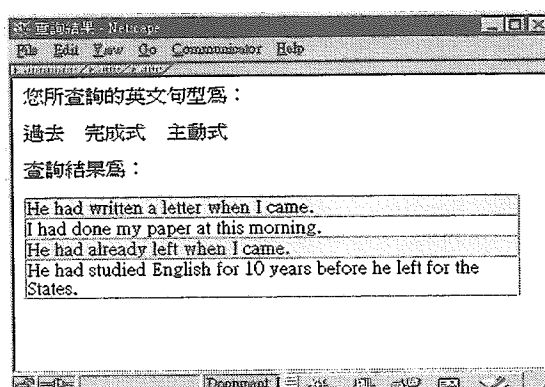 查詢結果 - Netscape
File Edit View Go Communicator Help
您所查詢的英文句型為：
過去 完成式 主動式
查詢結果為：
He had written a letter when I came.
I had done my paper at this morning.
He had already left when I came.
He had studied English for 10 years before he left for the
States.
Document